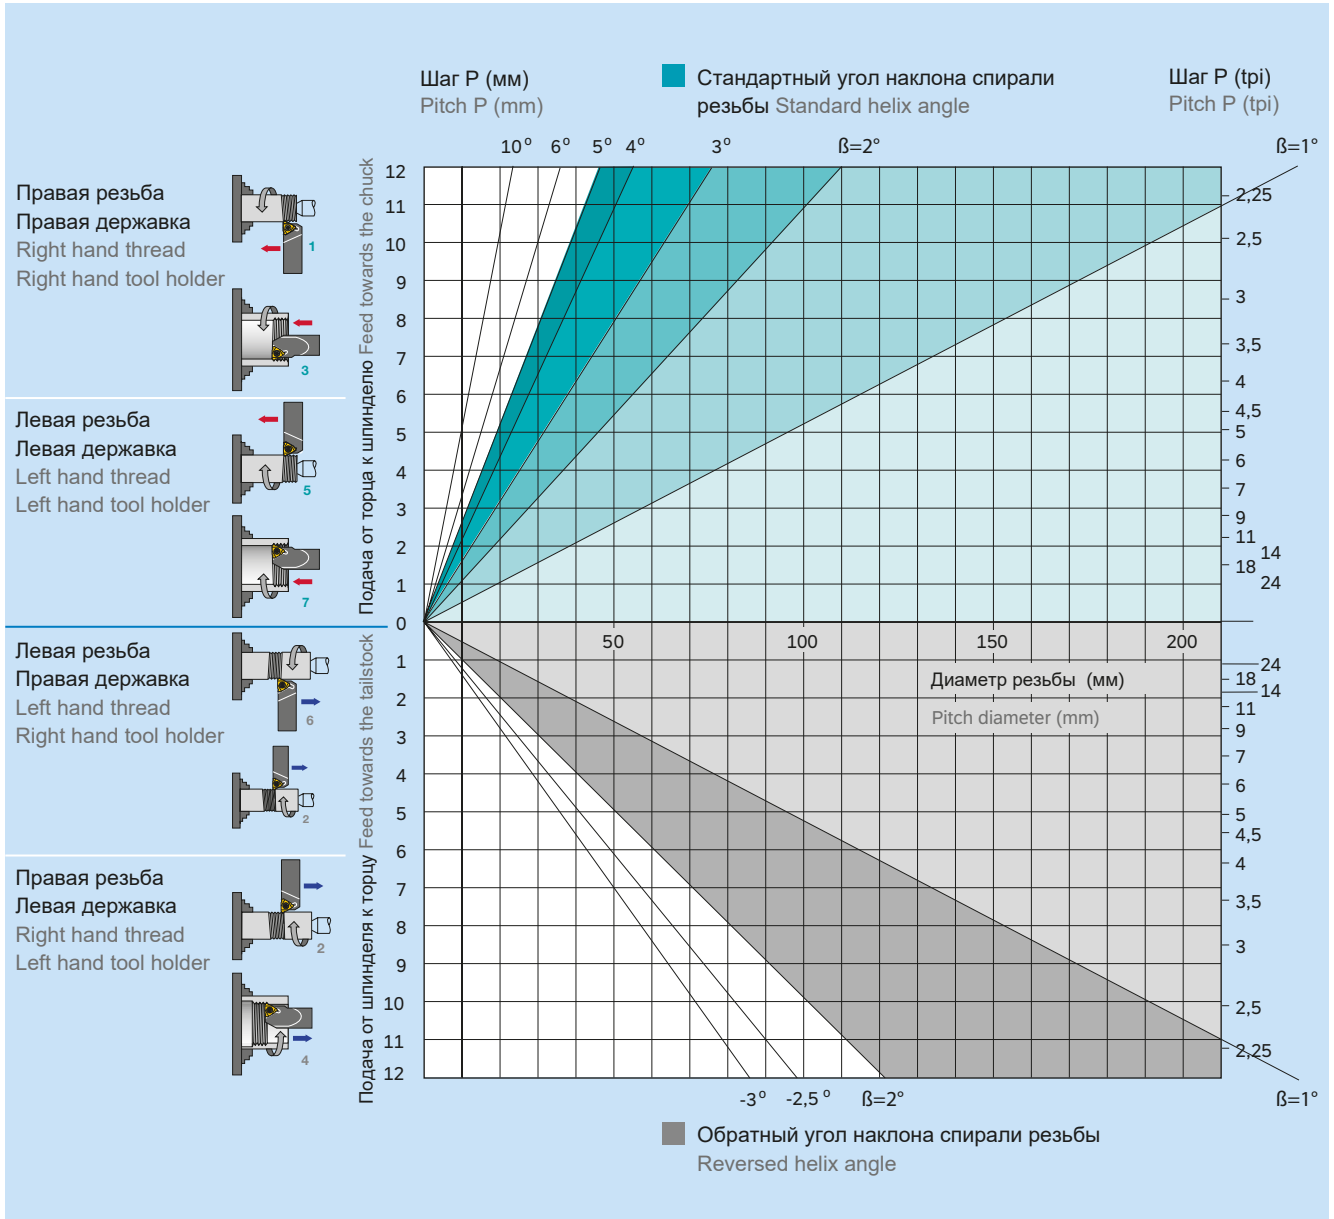 Шаг P (мм)
Pitch P (mm)
Стандартный угол наклона спирали
резьбы Standard helix angle
Шаг P (tpi)
Pitch P (tpi)
10° 6° 5° 4° 3° ß=2° ß=1°
Правая резьба
Правая державка
Right hand thread
Right hand tool holder
1
3
Левая резьба
Левая державка
Left hand thread
Left hand tool holder
5
7
Левая резьба
Правая державка
Left hand thread
Right hand tool holder
6
2
Правая резьба
Левая державка
Right hand thread
Left hand tool holder
2
4
Подача от торца к шпинделю Feed towards the chuck
Подача от шпинделя к торцу Feed towards the tailstock
12
11
10
9
8
7
6
5
4
3
2
1
0
1
2
3
4
5
6
7
8
9
10
11
12
50 100 150 200
Диаметр резьбы (мм)
Pitch diameter (mm)
2,25
2,5
3
3,5
4
4,5
5
6
7
9
11
14
18
24
24
18
14
11
9
7
6
5
4,5
4
3,5
3
2,5
2,25
-3° -2,5° ß=2° ß=1°
Обратный угол наклона спирали резьбы
Reversed helix angle